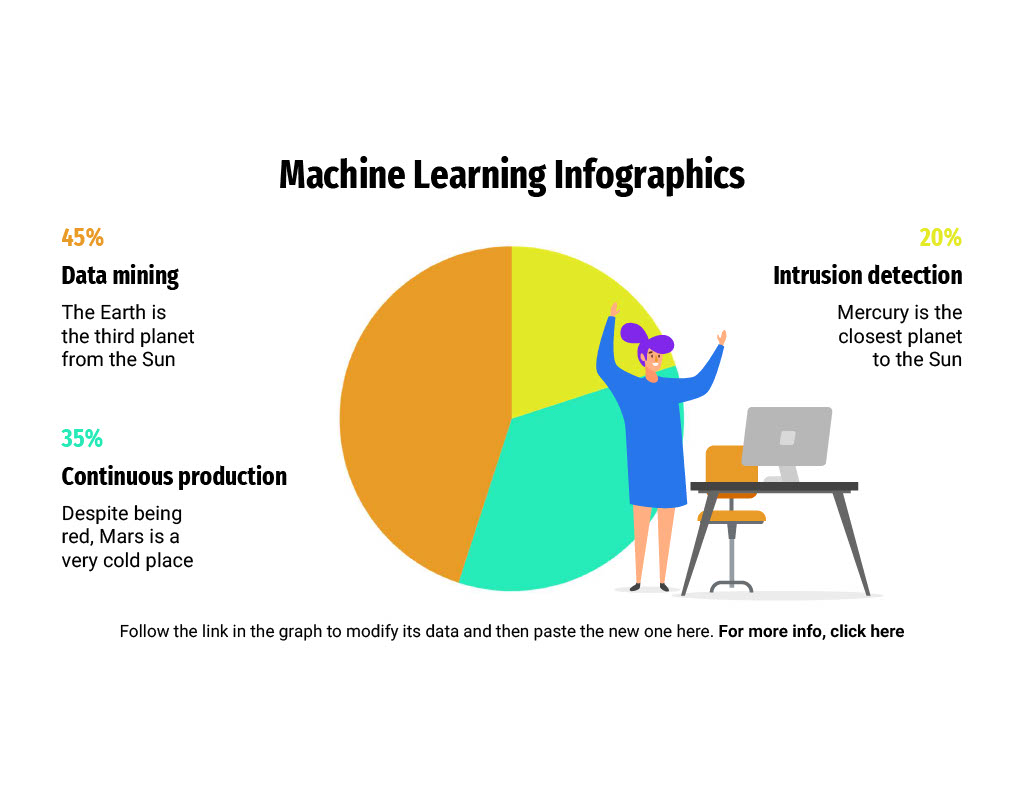 Machine Learning Infographics
45%
Data mining
The Earth is
the third planet
from the Sun
35%
Continuous production
Despite being
red, Mars is a
very cold place
20%
Intrusion detection
Mercury is the
closest planet
to the Sun
Follow the link in the graph to modify its data and then paste the new one here. For more info, click here